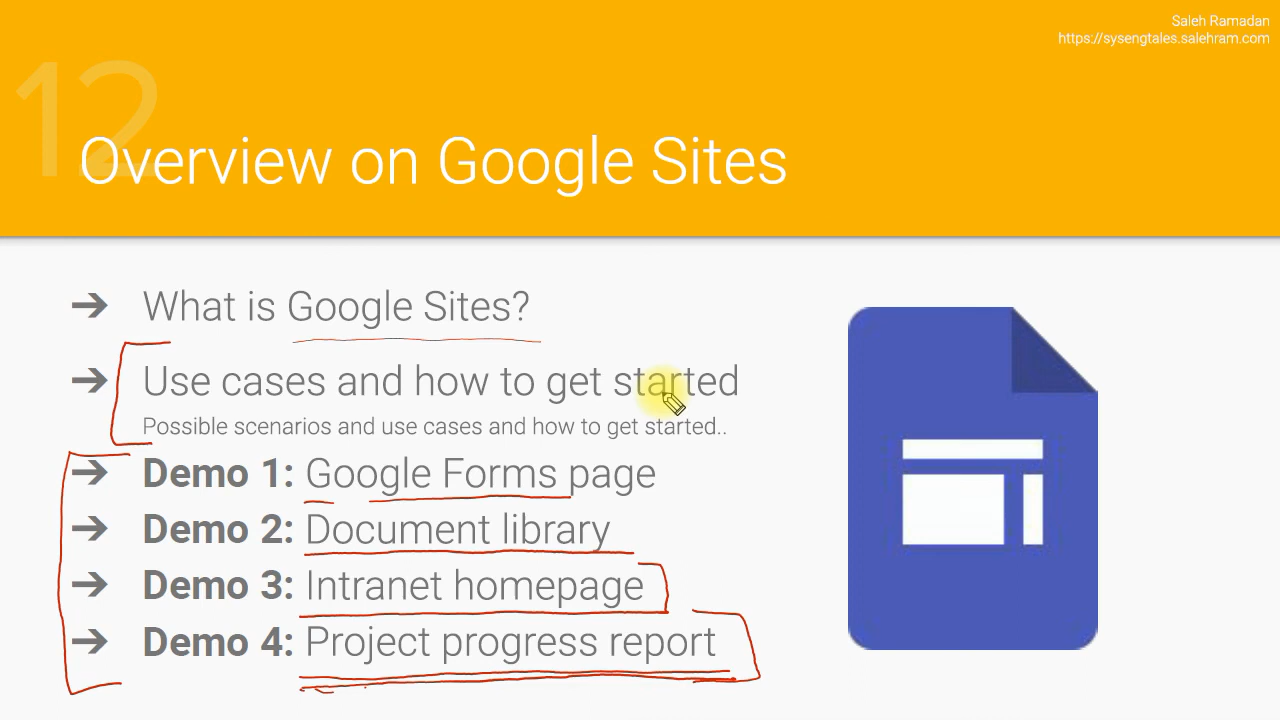 Saleh Ramadan
https://sysengtales.salehram.com
12
Overview on Google Sites
➔ What is Google Sites?
➔ Use cases and how to get started
Possible scenarios and use cases and how to get started..
➔ Demo 1: Google Forms page
➔ Demo 2: Document library
➔ Demo 3: Intranet homepage
➔ Demo 4: Project progress report